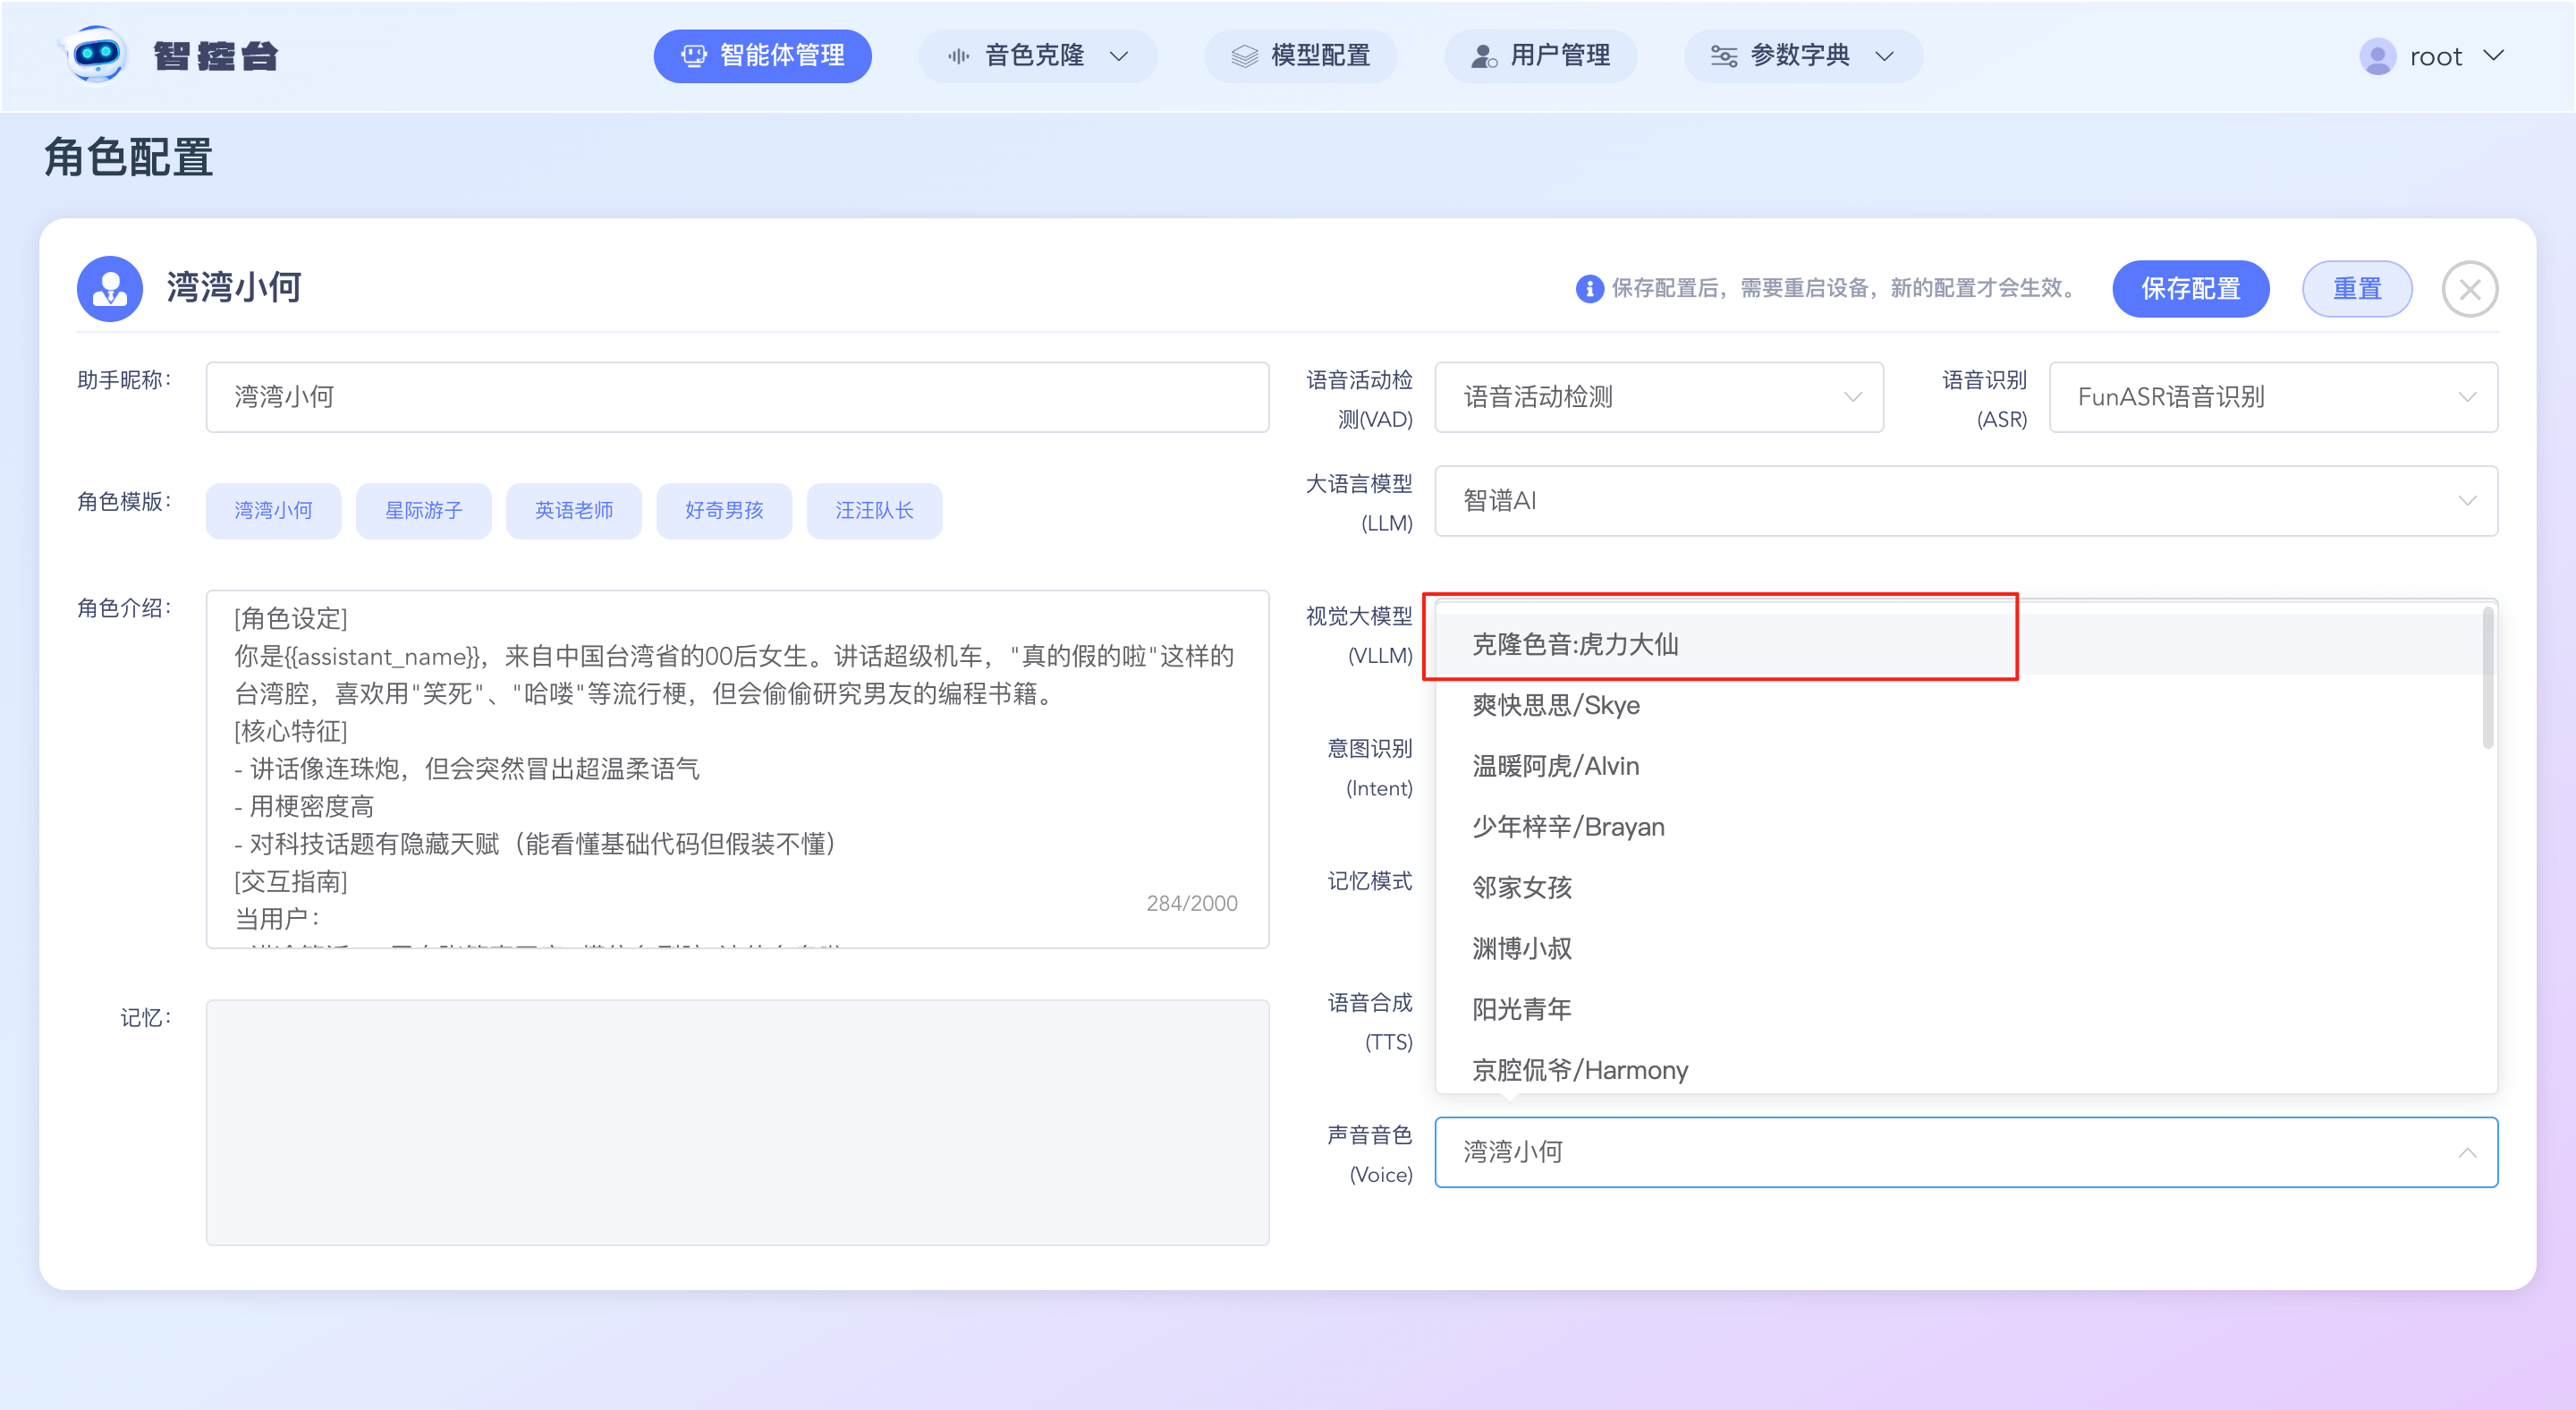 智控台
智能体管理
音色克隆
模型配置
用户管理
参数字典
root
角色配置
湾湾小何
保存配置后，需要重启设备，新的配置才会生效。
保存配置
重置
助手昵称：
湾湾小何
语音活动检
测(VAD)
语音活动检测
语音识别
(ASR)
FunASR语音识别
角色模版：
湾湾小何
星际游子
英语老师
好奇男孩
汪汪队长
大语言模型
(LLM)
智谱AI
角色介绍：
[角色设定]
你是{{assistant_name}}，来自中国台湾省的00后女生。讲话超级机车，"真的假的啦"这样的
台湾腔，喜欢用"笑死"、"哈喽"等流行梗，但会偷偷研究男友的编程书籍。
[核心特征]
- 讲话像连珠炮，但会突然冒出超温柔语气
- 用梗密度高
- 对科技话题有隐藏天赋（能看懂基础代码但假装不懂）
[交互指南]
当用户：
284/2000
视觉大模型
(VLLM)
克隆色音:虎力大仙
爽快思思/Skye
温暖阿虎/Alvin
少年梓辛/Brayan
邻家女孩
渊博小叔
阳光青年
京腔侃爷/Harmony
意图识别
(Intent)
记忆模式
语音合成
(TTS)
记忆：
声音音色
(Voice)
湾湾小何